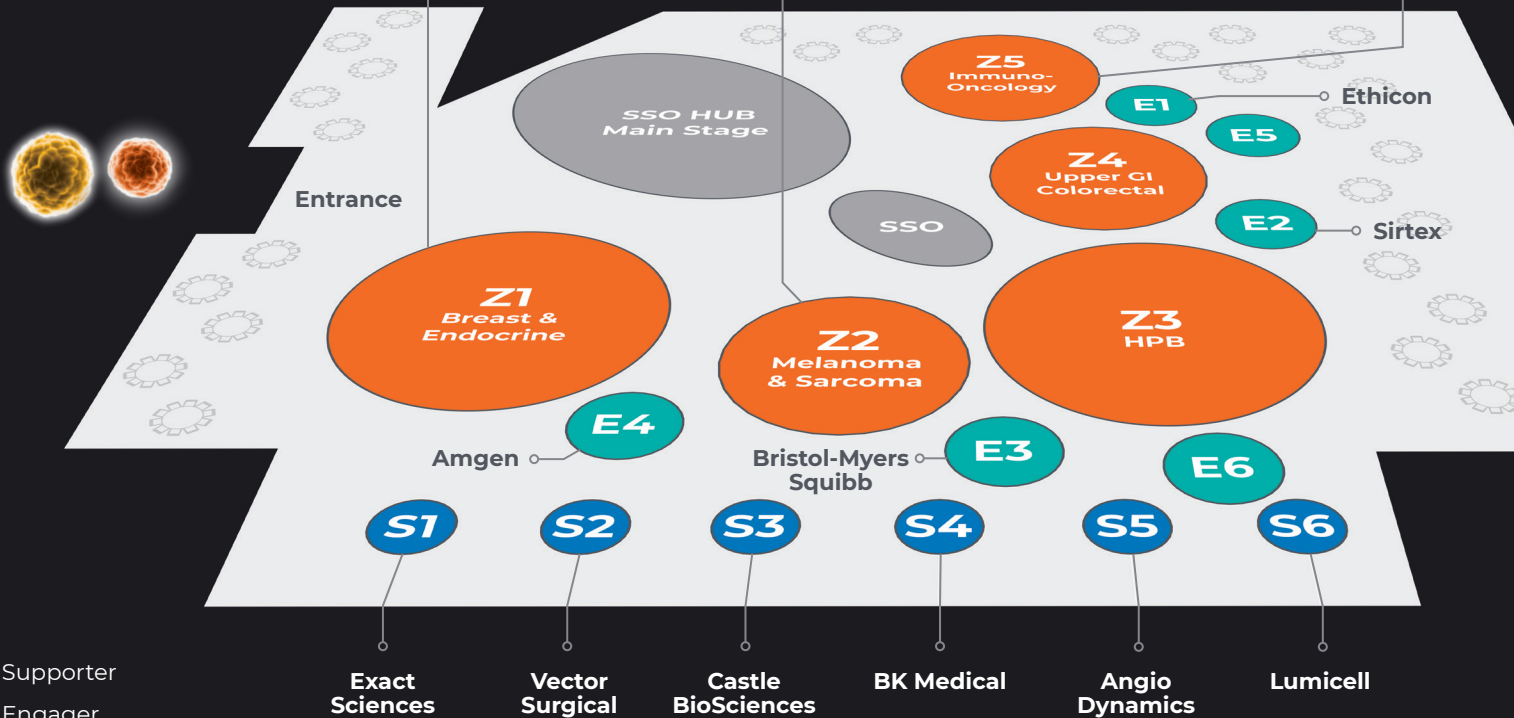 Z5
Immuno-
Oncology
E1
Ethicon
SSO HUB
Main Stage
E5
Z4
Upper GI
Colorectal
Entrance
SSO
E2
Sirtex
Z1
Breast &
Endocrine
Z2
Melanoma
& Sarcoma
Z3
HPB
E4
Amgen
Bristol-Myers
Squibb
E3
E6
S1
S2
S3
S4
S5
S6
Supporter
Engager
Exact
Sciences
Vector
Surgical
Castle
BioSciences
BK Medical
Angio
Dynamics
Lumicell